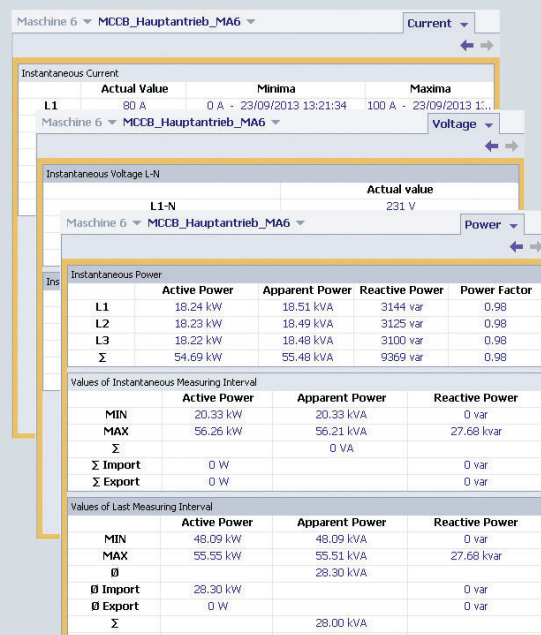 Maschine 6 MCCB_Hauptantrieb_MA6 Current
Instantaneous Current
Actual Value Minima Maxima
L1 80 A 0 A - 23/09/2013 13:21:34 100 A - 23/09/2013
Maschine 6 MCCB_Hauptantrieb_MA6 Voltage
Instantaneous Voltage L-N
Actual value
L1-N 231 V
Ins
Maschine 6 MCCB_Hauptantrieb_MA6 Power
Instantaneous Power
Active Power Apparent Power Reactive Power Power Factor
L1 18.24 kW 18.51 kVA 3144 var 0.98
L2 18.23 kW 18.49 kVA 3125 var 0.98
L3 18.22 kW 18.48 kVA 3100 var 0.98
Σ 54.69 kW 55.48 kVA 9369 var 0.98
Values of Instantaneous Measuring Interval
Active Power Apparent Power Reactive Power
MIN 20.33 kW 20.33 kVA 0 var
MAX 56.26 kW 56.21 kVA 27.68 kvar
Σ 0 VA
Σ Import 0 W 0 var
Σ Export 0 W 0 var
Values of Last Measuring Interval
Active Power Apparent Power Reactive Power
MIN 48.09 kW 48.09 kVA 0 var
MAX 55.55 kW 55.51 kVA 27.68 kvar
Ø 28.30 kVA
Ø Import 28.30 kW 0 var
Ø Export 0 W 0 var
Σ 28.00 kVA